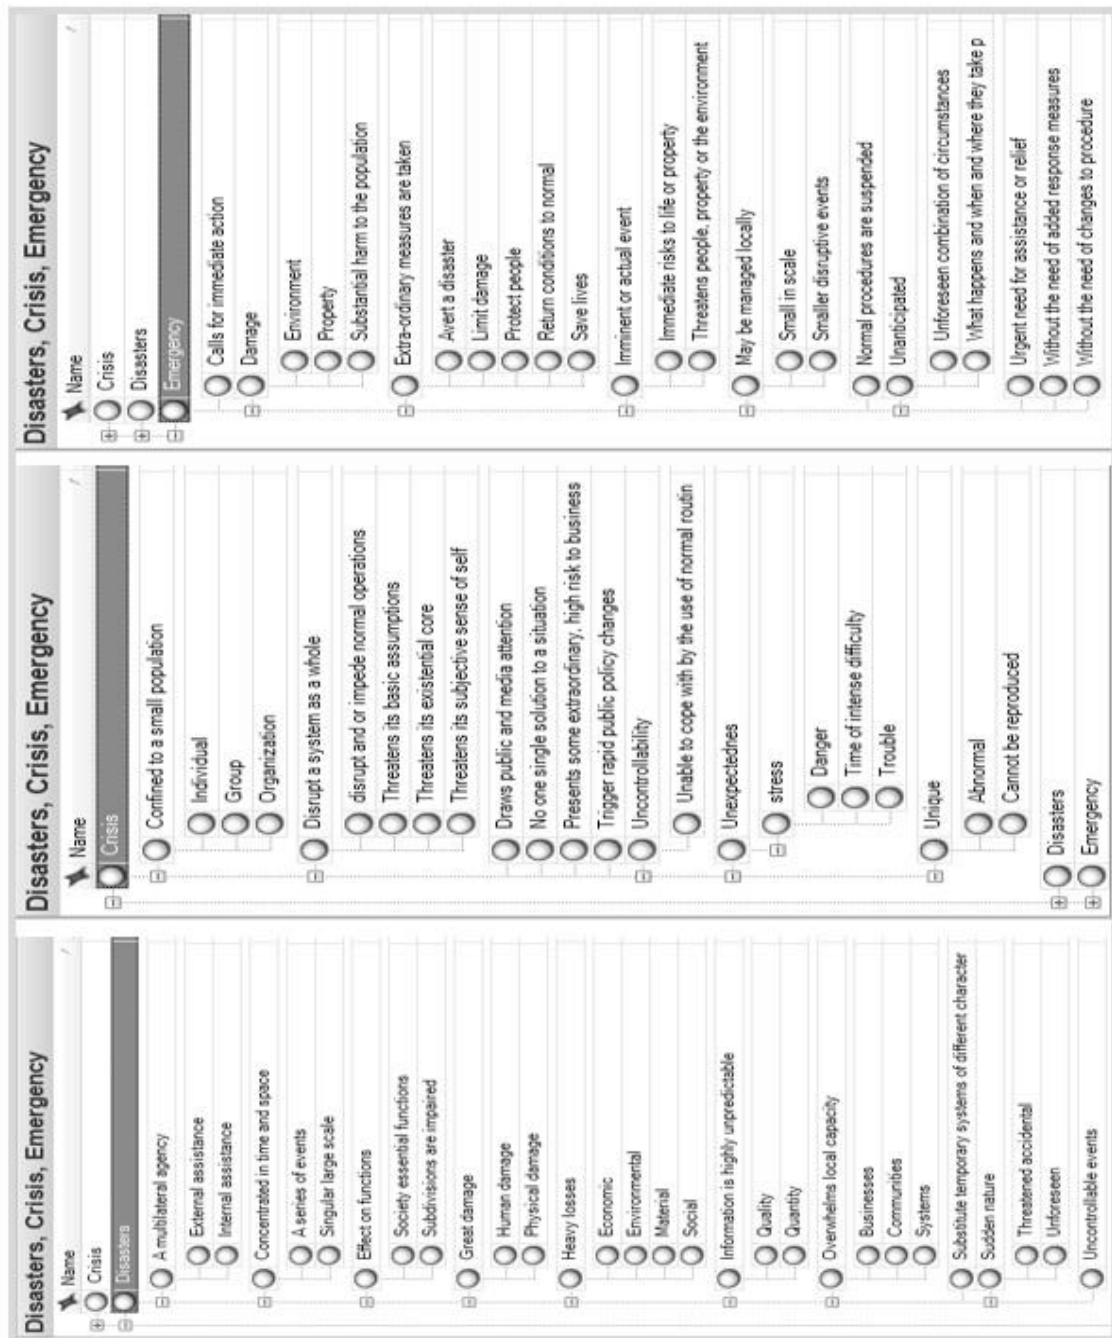 Disasters, Crisis, Emergency
Name
Crisis
Disasters
A multilateral agency
External assistance
Internal assistance
Concentrated in time and space
A series of events
Singular large scale
Effect on functions
Society essential functions
Subdivisions are impaired
Great damage
Human damage
Physical damage
Heavy losses
Economic
Environmental
Material
Social
Information is highly unpredictable
Quality
Quantity
Overwhelms local capacity
Businesses
Communities
Systems
Substitute temporary systems of different character
Sudden nature
Threatened accidental
Unforeseen
Uncontrollable events
Disasters, Crisis, Emergency
Name
Crisis
Confined to a small population
Individual
Group
Organization
Disrupt a system as a whole
disrupt and or impede normal operations
Threatens its basic assumptions
Threatens its existential core
Threatens its subjective sense of self
Draws public and media attention
No one single solution to a situation
Presents some extraordinary, high risk to business
Trigger rapid public policy changes
Uncontrollability
Unable to cope with by the use of normal routin
Unexpectednes
stress
Danger
Time of intense difficulty
Trouble
Unique
Abnormal
Cannot be reproduced
Disasters
Emergency
Disasters, Crisis, Emergency
Name
Crisis
Disasters
Emergency
Calls for immediate action
Damage
Environment
Property
Substantial harm to the population
Extra-ordinary measures are taken
Avert a disaster
Limit damage
Protect people
Return conditions to normal
Save lives
Imminent or actual event
Immediate risks to life or property
Threatens people, property or the environment
May be managed locally
Small in scale
Smaller disruptive events
Normal procedures are suspended
Unanticipated
Unforeseen combination of circumstances
What happens and when and where they take p
Urgent need for assistance or relief
Without the need of added response measures
Without the need of changes to procedure